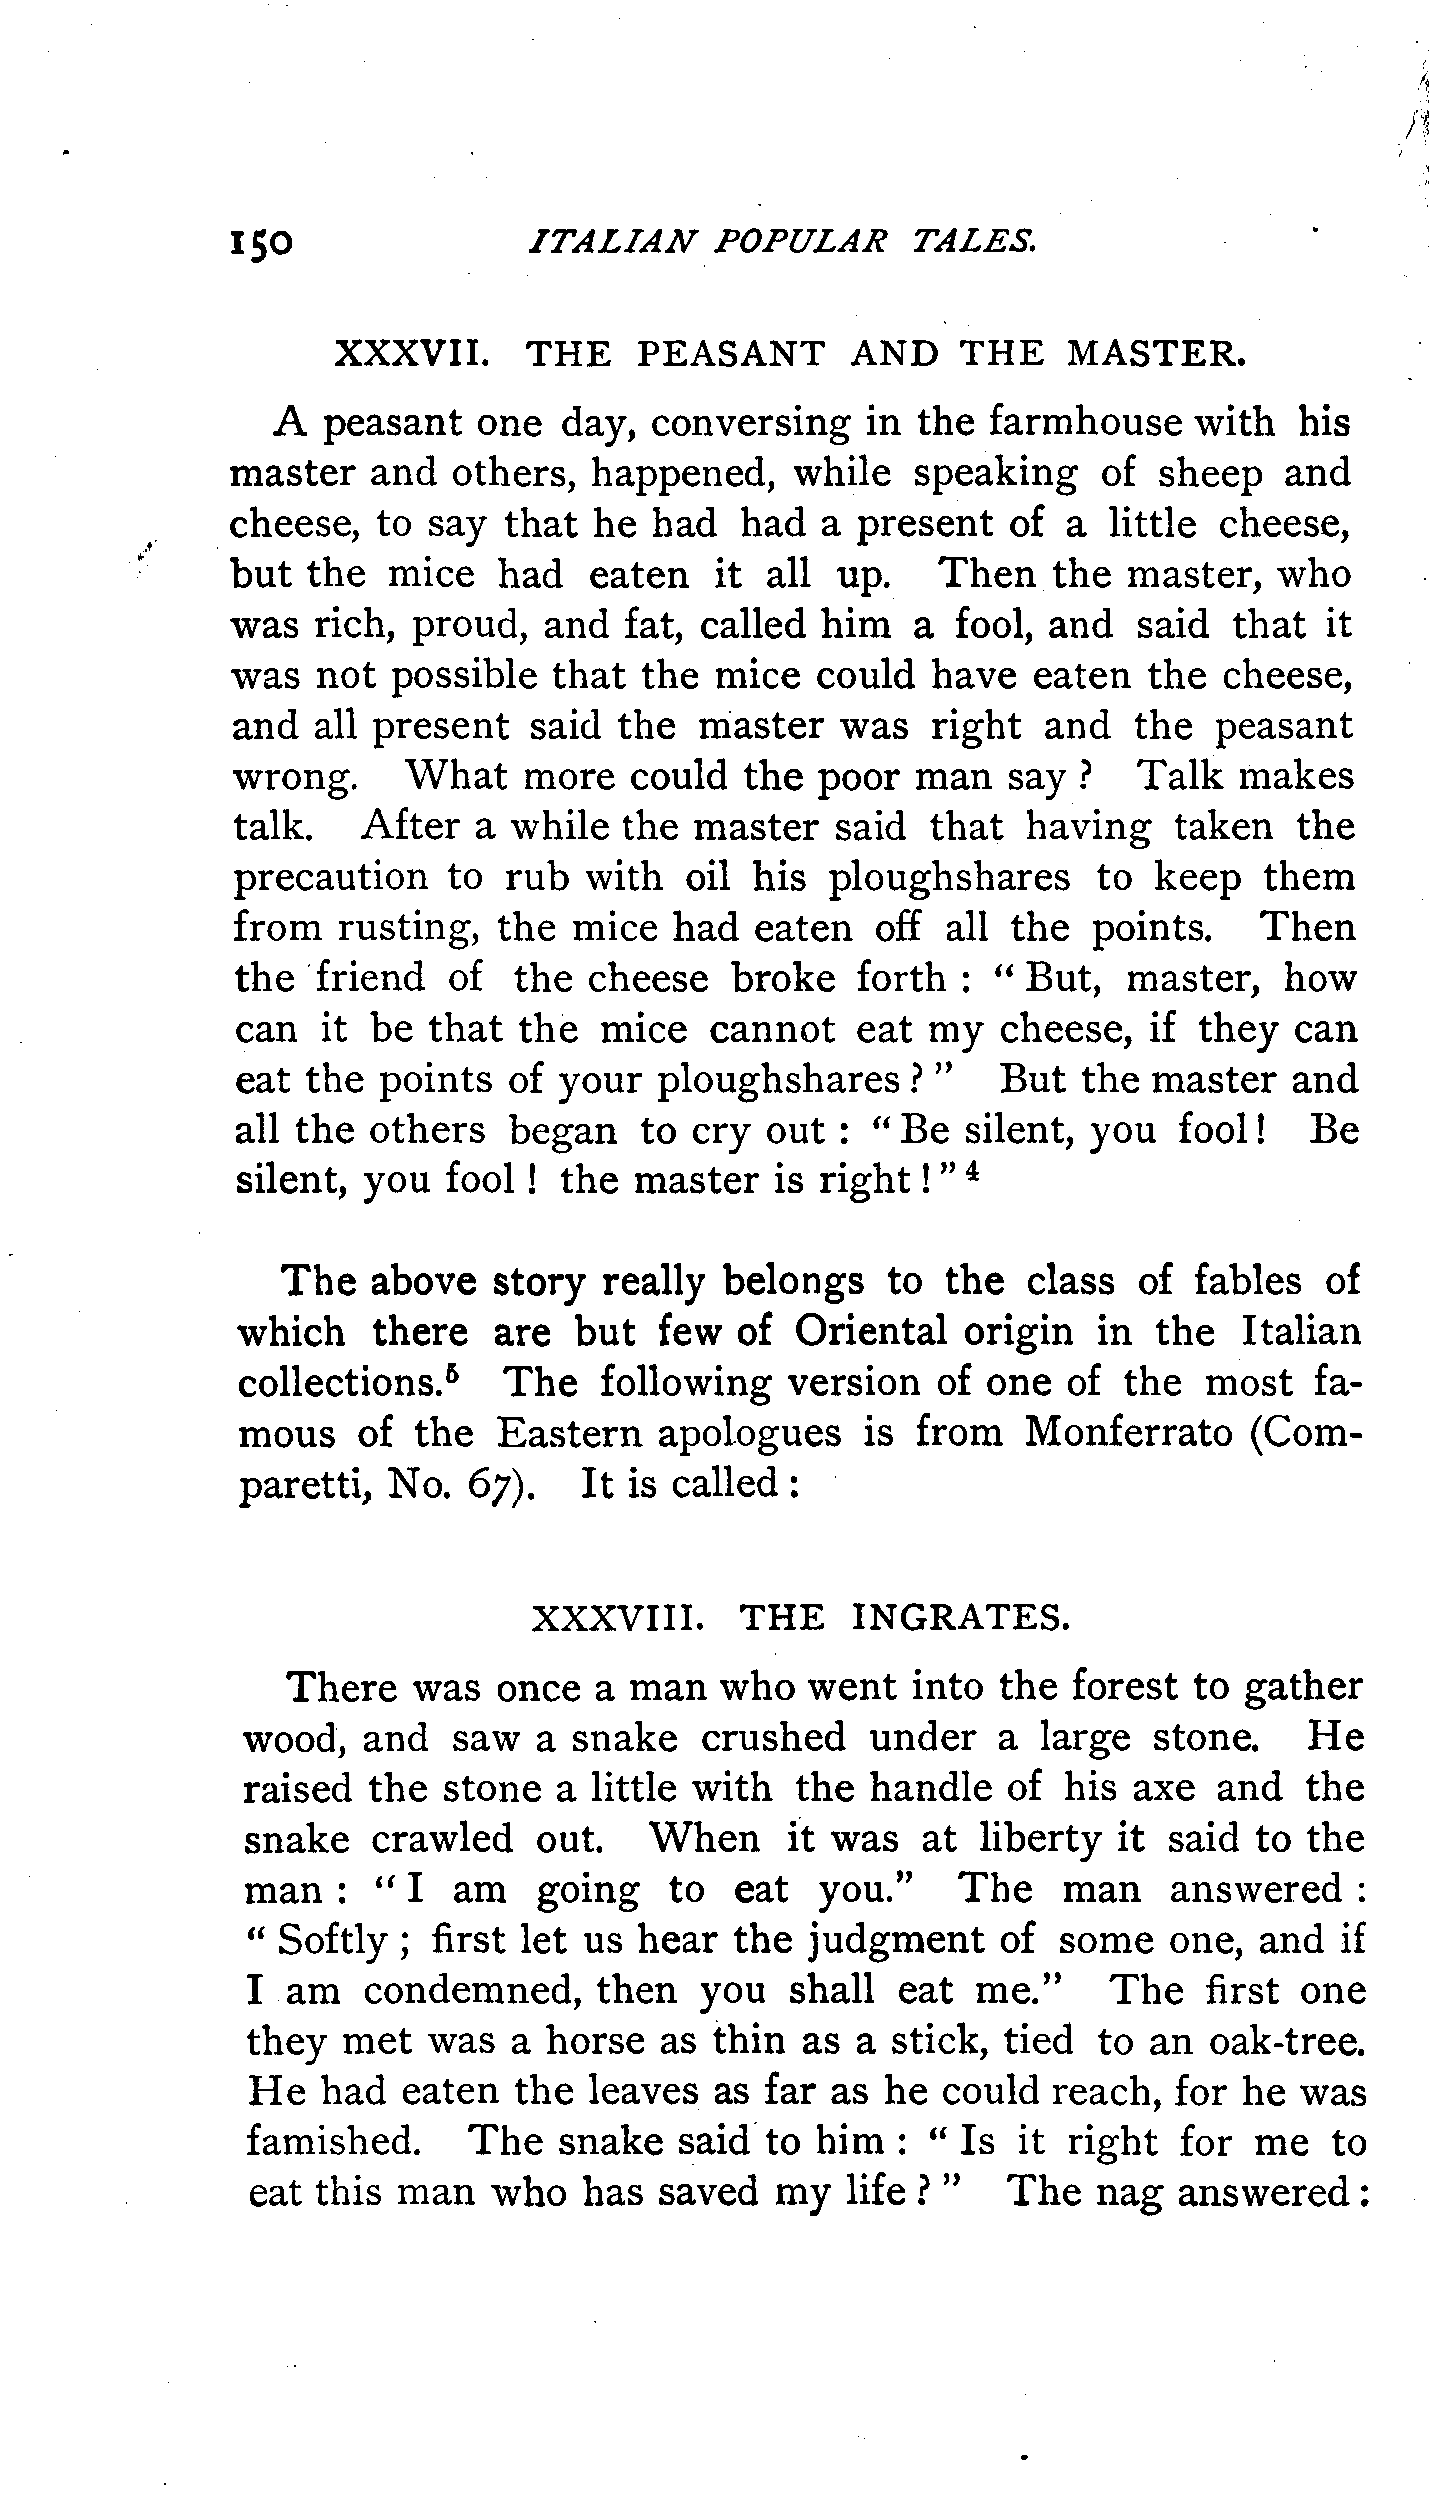 150 ITALIAN POPULAR TALES.
XXXVII. THE PEASANT AND THE MASTER.
A peasant one day, conversing in the farmhouse with his
master and others, happened, while speaking of sheep and
cheese, to say that he had had a present of a little cheese,
but the mice had eaten it all up. Then the master, who
was rich, proud, and fat, called him a fool, and said that it
was not possible that the mice could have eaten the cheese,
and all present said the master was right and the peasant
wrong. What more could the poor man say? Talk makes
talk. After a while the master said that having taken the
precaution to rub with oil his ploughshares to keep them
from rusting, the mice had eaten off all the points. Then
the friend of the cheese broke forth: "But, master, how
can it be that the mice cannot eat my cheese, if they can
eat the points of your ploughshares?" But the master and
all the others began to cry out: "Be silent, you fool! Be
silent, you fool! the master is right!"⁴
The above story really belongs to the class of fables of
which there are but few of Oriental origin in the Italian
collections.⁵ The following version of one of the most fa-
mous of the Eastern apologues is from Monferrato (Com-
paretti, No. 67). It is called:
XXXVIII. THE INGRATES.
There was once a man who went into the forest to gather
wood, and saw a snake crushed under a large stone. He
raised the stone a little with the handle of his axe and the
snake crawled out. When it was at liberty it said to the
man: "I am going to eat you." The man answered:
"Softly; first let us hear the judgment of some one, and if
I am condemned, then you shall eat me." The first one
they met was a horse as thin as a stick, tied to an oak-tree.
He had eaten the leaves as far as he could reach, for he was
famished. The snake said to him: "Is it right for me to
eat this man who has saved my life?" The nag answered: